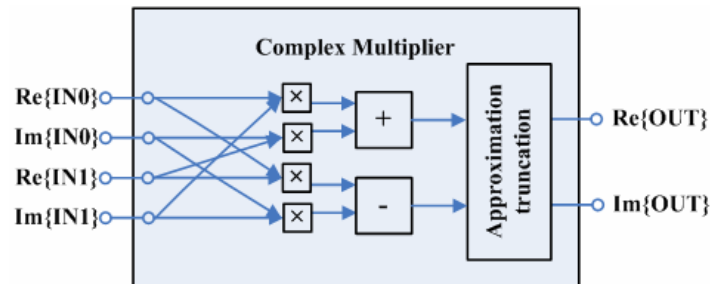 Complex Multiplier
Re{IN0}
Im{IN0}
Re{IN1}
Im{IN1}
×
×
×
×
+
-
Approximation
truncation
Re{OUT}
Im{OUT}